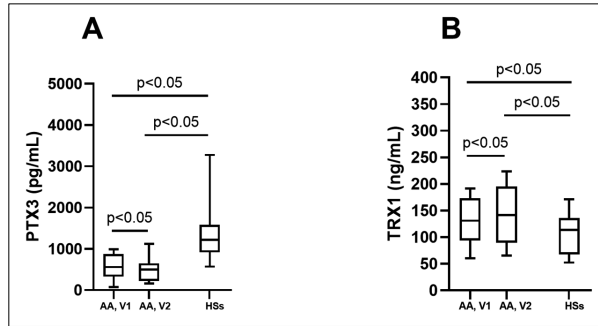 A
PTX3 (pg/mL)
5000
4000
3000
2000
1000
0
p<0.05
p<0.05
p<0.05
AA, V1
AA, V2
HSs
B
TRX1 (ng/mL)
400
350
300
250
200
150
100
50
0
p<0.05
p<0.05
p<0.05
AA, V1
AA, V2
HSs